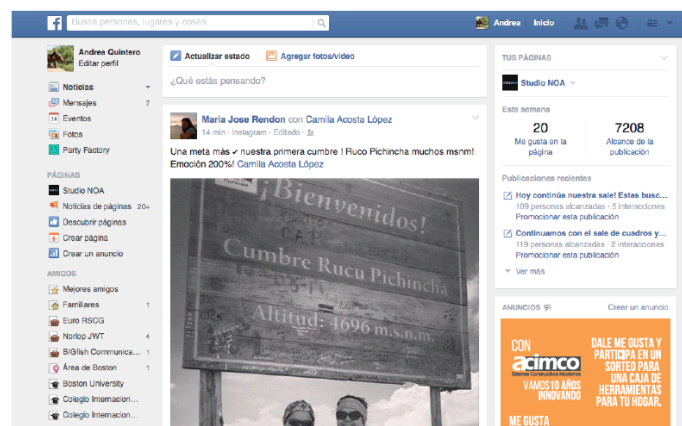 Busca personas, lugares y cosas
Andrea
Inicio
Andrea Quintero
Editar perfil
Noticias
Mensajes 7
Eventos
Fotos
Party Factory
PÁGINAS
Studio NOA
Noticias de páginas 20+
Descubrir páginas
Crear página
Crear un anuncio
AMIGOS
Mejores amigos
Familiares 1
Euro RSCG
Norlop JWT 4
BIGfish Communica... 1
Área de Boston 1
Boston University
Colegio Internacion...
Colegio Internacion...
Actualizar estado
Agregar fotos/video
¿Qué estás pensando?
Maria Jose Rendon con Camila Acosta López
14 min · Instagram · Editado ·
Una meta más ✔ nuestra primera cumbre ! Ruco Pichincha muchos msnm!
Emoción 200%! Camila Acosta López
¡Bienvenidos!
Cumbre Rucu Pichincha
Altitud: 4696 m.s.n.m.
TUS PÁGINAS
Studio NOA
Esta semana
20
Me gusta en la
página
7208
Alcance de la
publicación
Publicaciones recientes
Hoy continúa nuestra sale! Estas busc...
109 personas alcanzadas · 5 interacciones
Promocionar esta publicación
Continuamos con el sale de cuadros y...
119 personas alcanzadas · 2 interacciones
Promocionar esta publicación
Ver más
ANUNCIOS
Crear un anuncio
CON
acimco
Sistemas Constructivos Modernos
VAMOS 10 AÑOS
INNOVANDO
ME GUSTA
DALE ME GUSTA Y
PARTICIPA EN UN
SORTEO PARA
UNA CAJA DE
HERRAMIENTAS
PARA TU HOGAR.